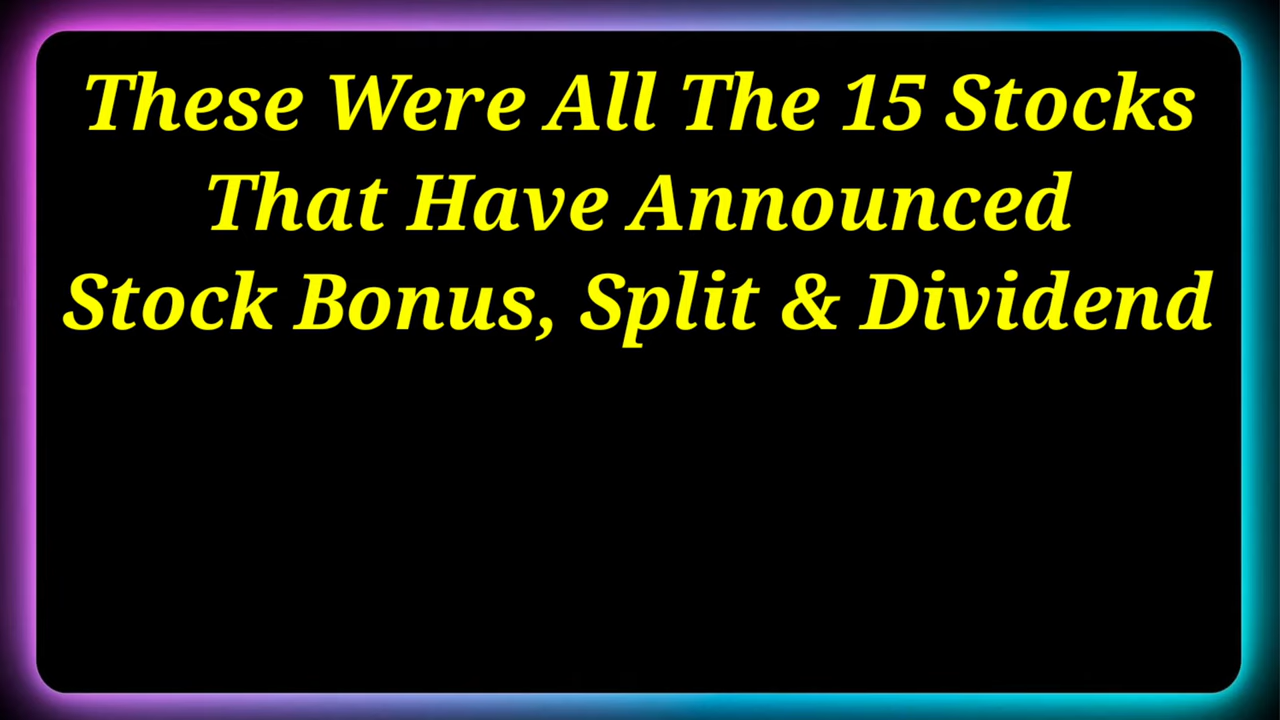 These Were All The 15 Stocks
That Have Announced
Stock Bonus, Split & Dividend